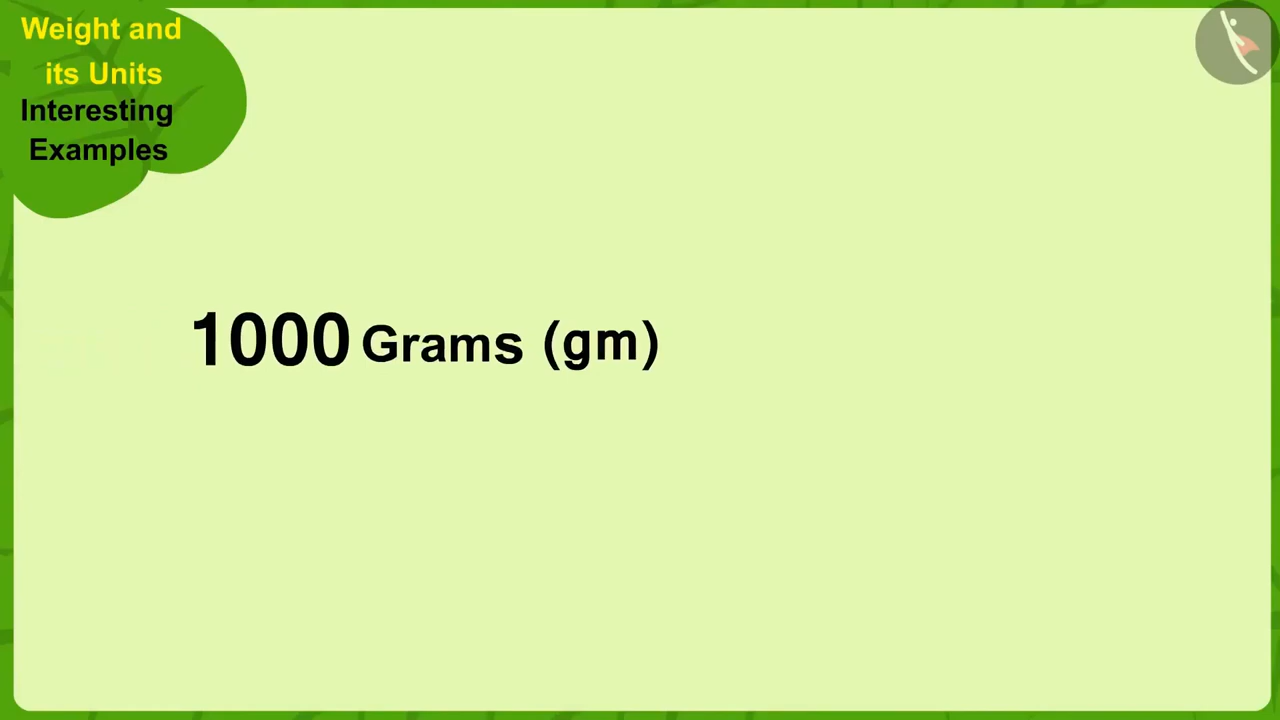 Weight and
its Units
Interesting
Examples
1000 Grams (gm)